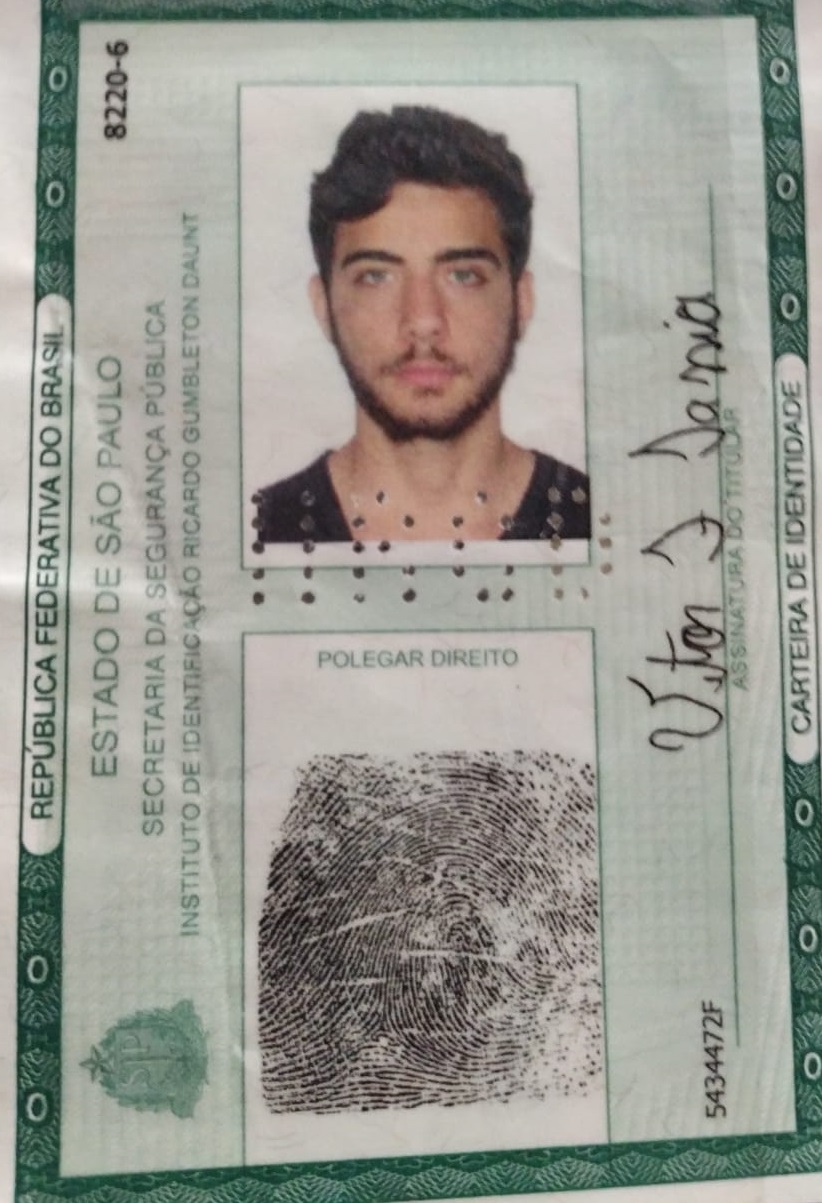 REPÚBLICA FEDERATIVA DO BRASIL
ESTADO DE SÃO PAULO
8220-6
SECRETARIA DA SEGURANÇA PÚBLICA
INSTITUTO DE IDENTIFICAÇÃO RICARDO GUMBLETON DAUNT
SP
POLEGAR DIREITO
Vitor J
5434472F
ASSINATURA DO TITULAR
CARTEIRA DE IDENTIDADE